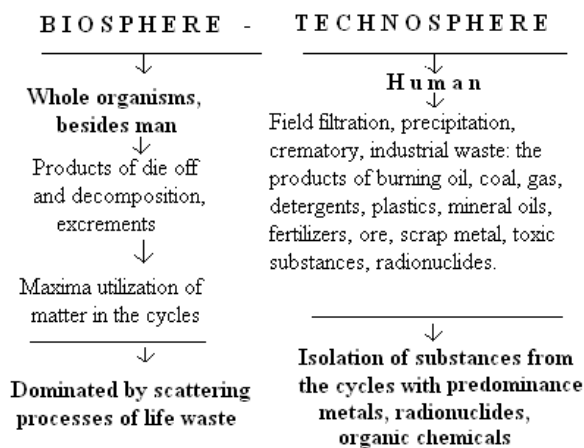 BIOSPHERE - TECHNOSPHERE
Whole organisms,
besides man
Products of die off
and decomposition,
excrements
Maxima utilization of
matter in the cycles
Dominated by scattering
processes of life waste
Human
Field filtration, precipitation,
crematory, industrial waste: the
products of burning oil, coal, gas,
detergents, plastics, mineral oils,
fertilizers, ore, scrap metal, toxic
substances, radionuclides.
Isolation of substances from
the cycles with predominance
metals, radionuclides,
organic chemicals